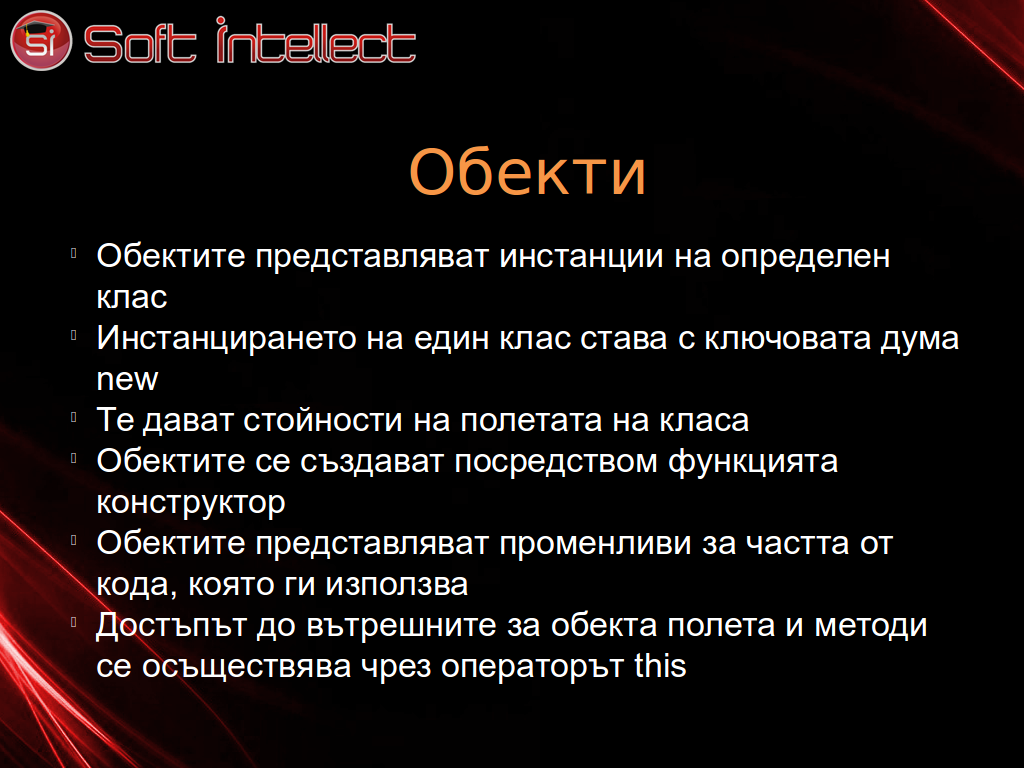 Si Soft Intellect
Обекти
Обектите представляват инстанции на определен
клас
Инстанцирането на един клас става с ключовата дума
new
Те дават стойности на полетата на класа
Обектите се създават посредством функцията
конструктор
Обектите представляват променливи за частта от
кода, която ги използва
Достъпът до вътрешните за обекта полета и методи
се осъществява чрез операторът this